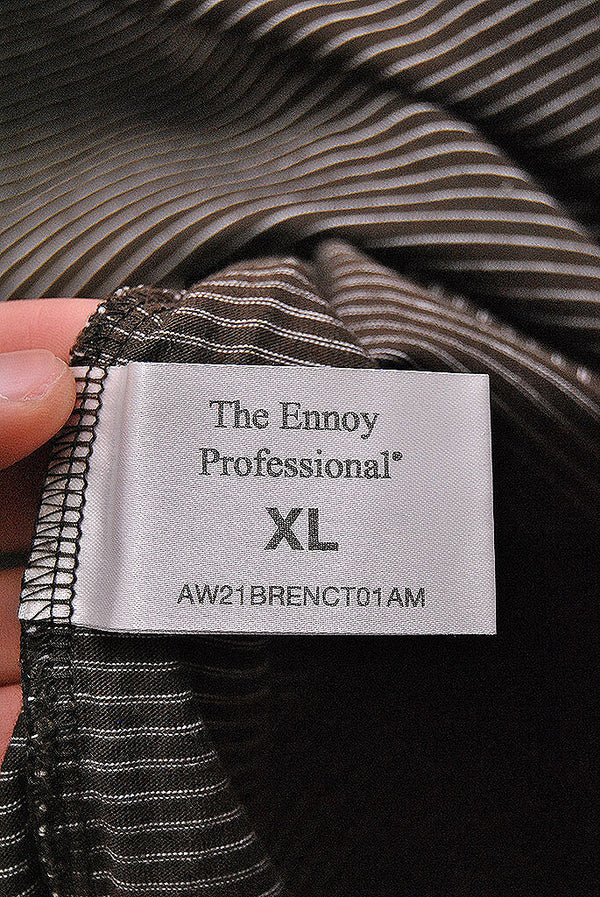 The Ennoy
Professional®
XL
AW21BRENCT01AM